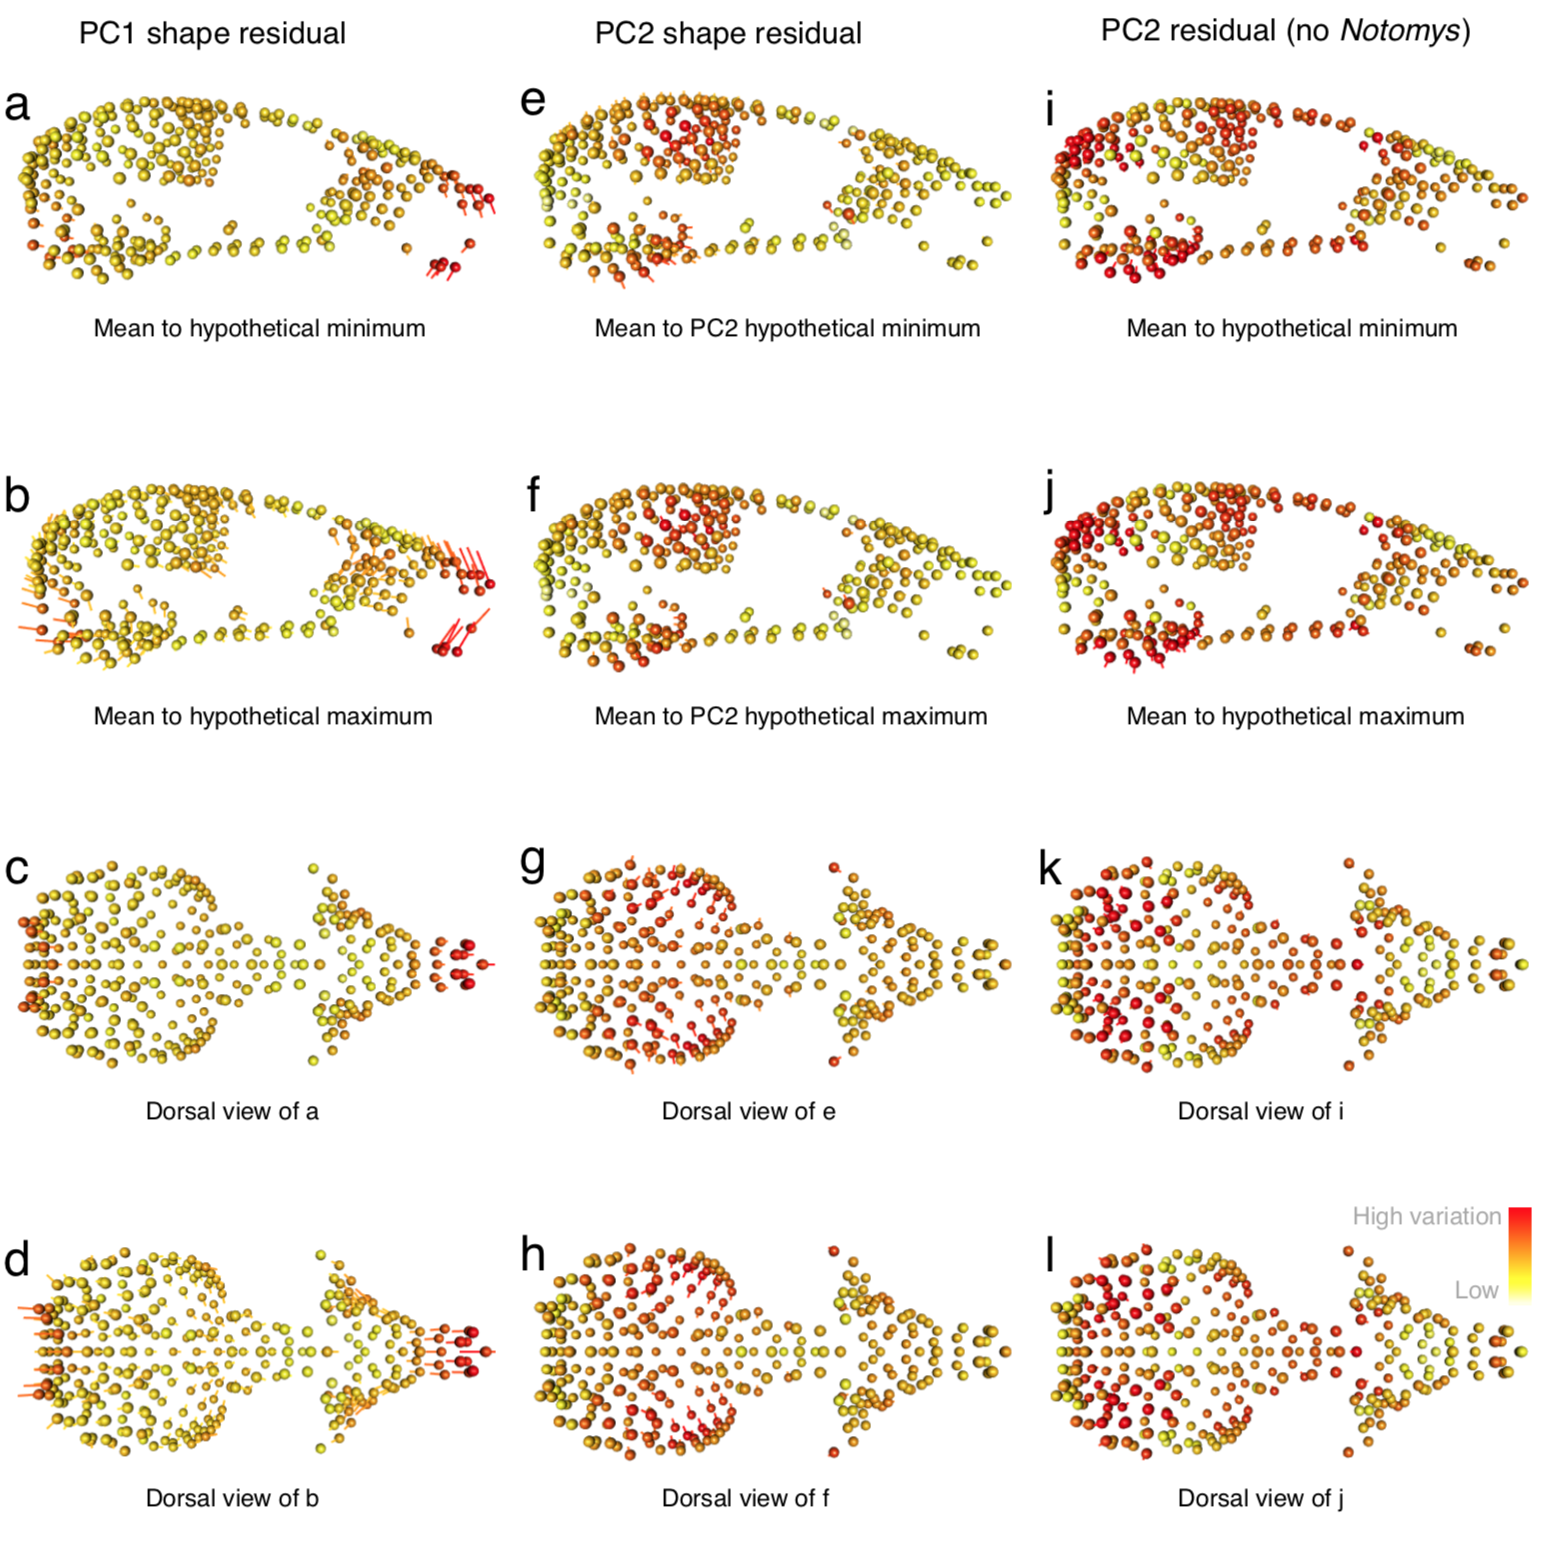 PC1 shape residual
PC2 shape residual
PC2 residual (no Notomys)
a
e
i
Mean to hypothetical minimum
Mean to PC2 hypothetical minimum
Mean to hypothetical minimum
b
f
j
Mean to hypothetical maximum
Mean to PC2 hypothetical maximum
Mean to hypothetical maximum
c
g
k
Dorsal view of a
Dorsal view of e
Dorsal view of i
High variation
Low
d
h
l
Dorsal view of b
Dorsal view of f
Dorsal view of j